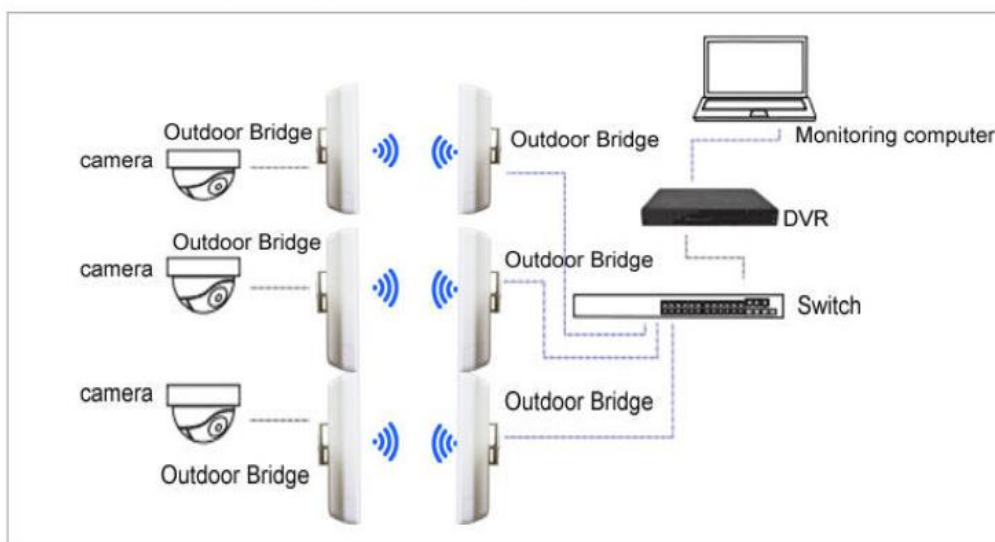 Outdoor Bridge
camera
Outdoor Bridge
Monitoring computer
DVR
Outdoor Bridge
camera
Outdoor Bridge
Switch
camera
Outdoor Bridge
Outdoor Bridge